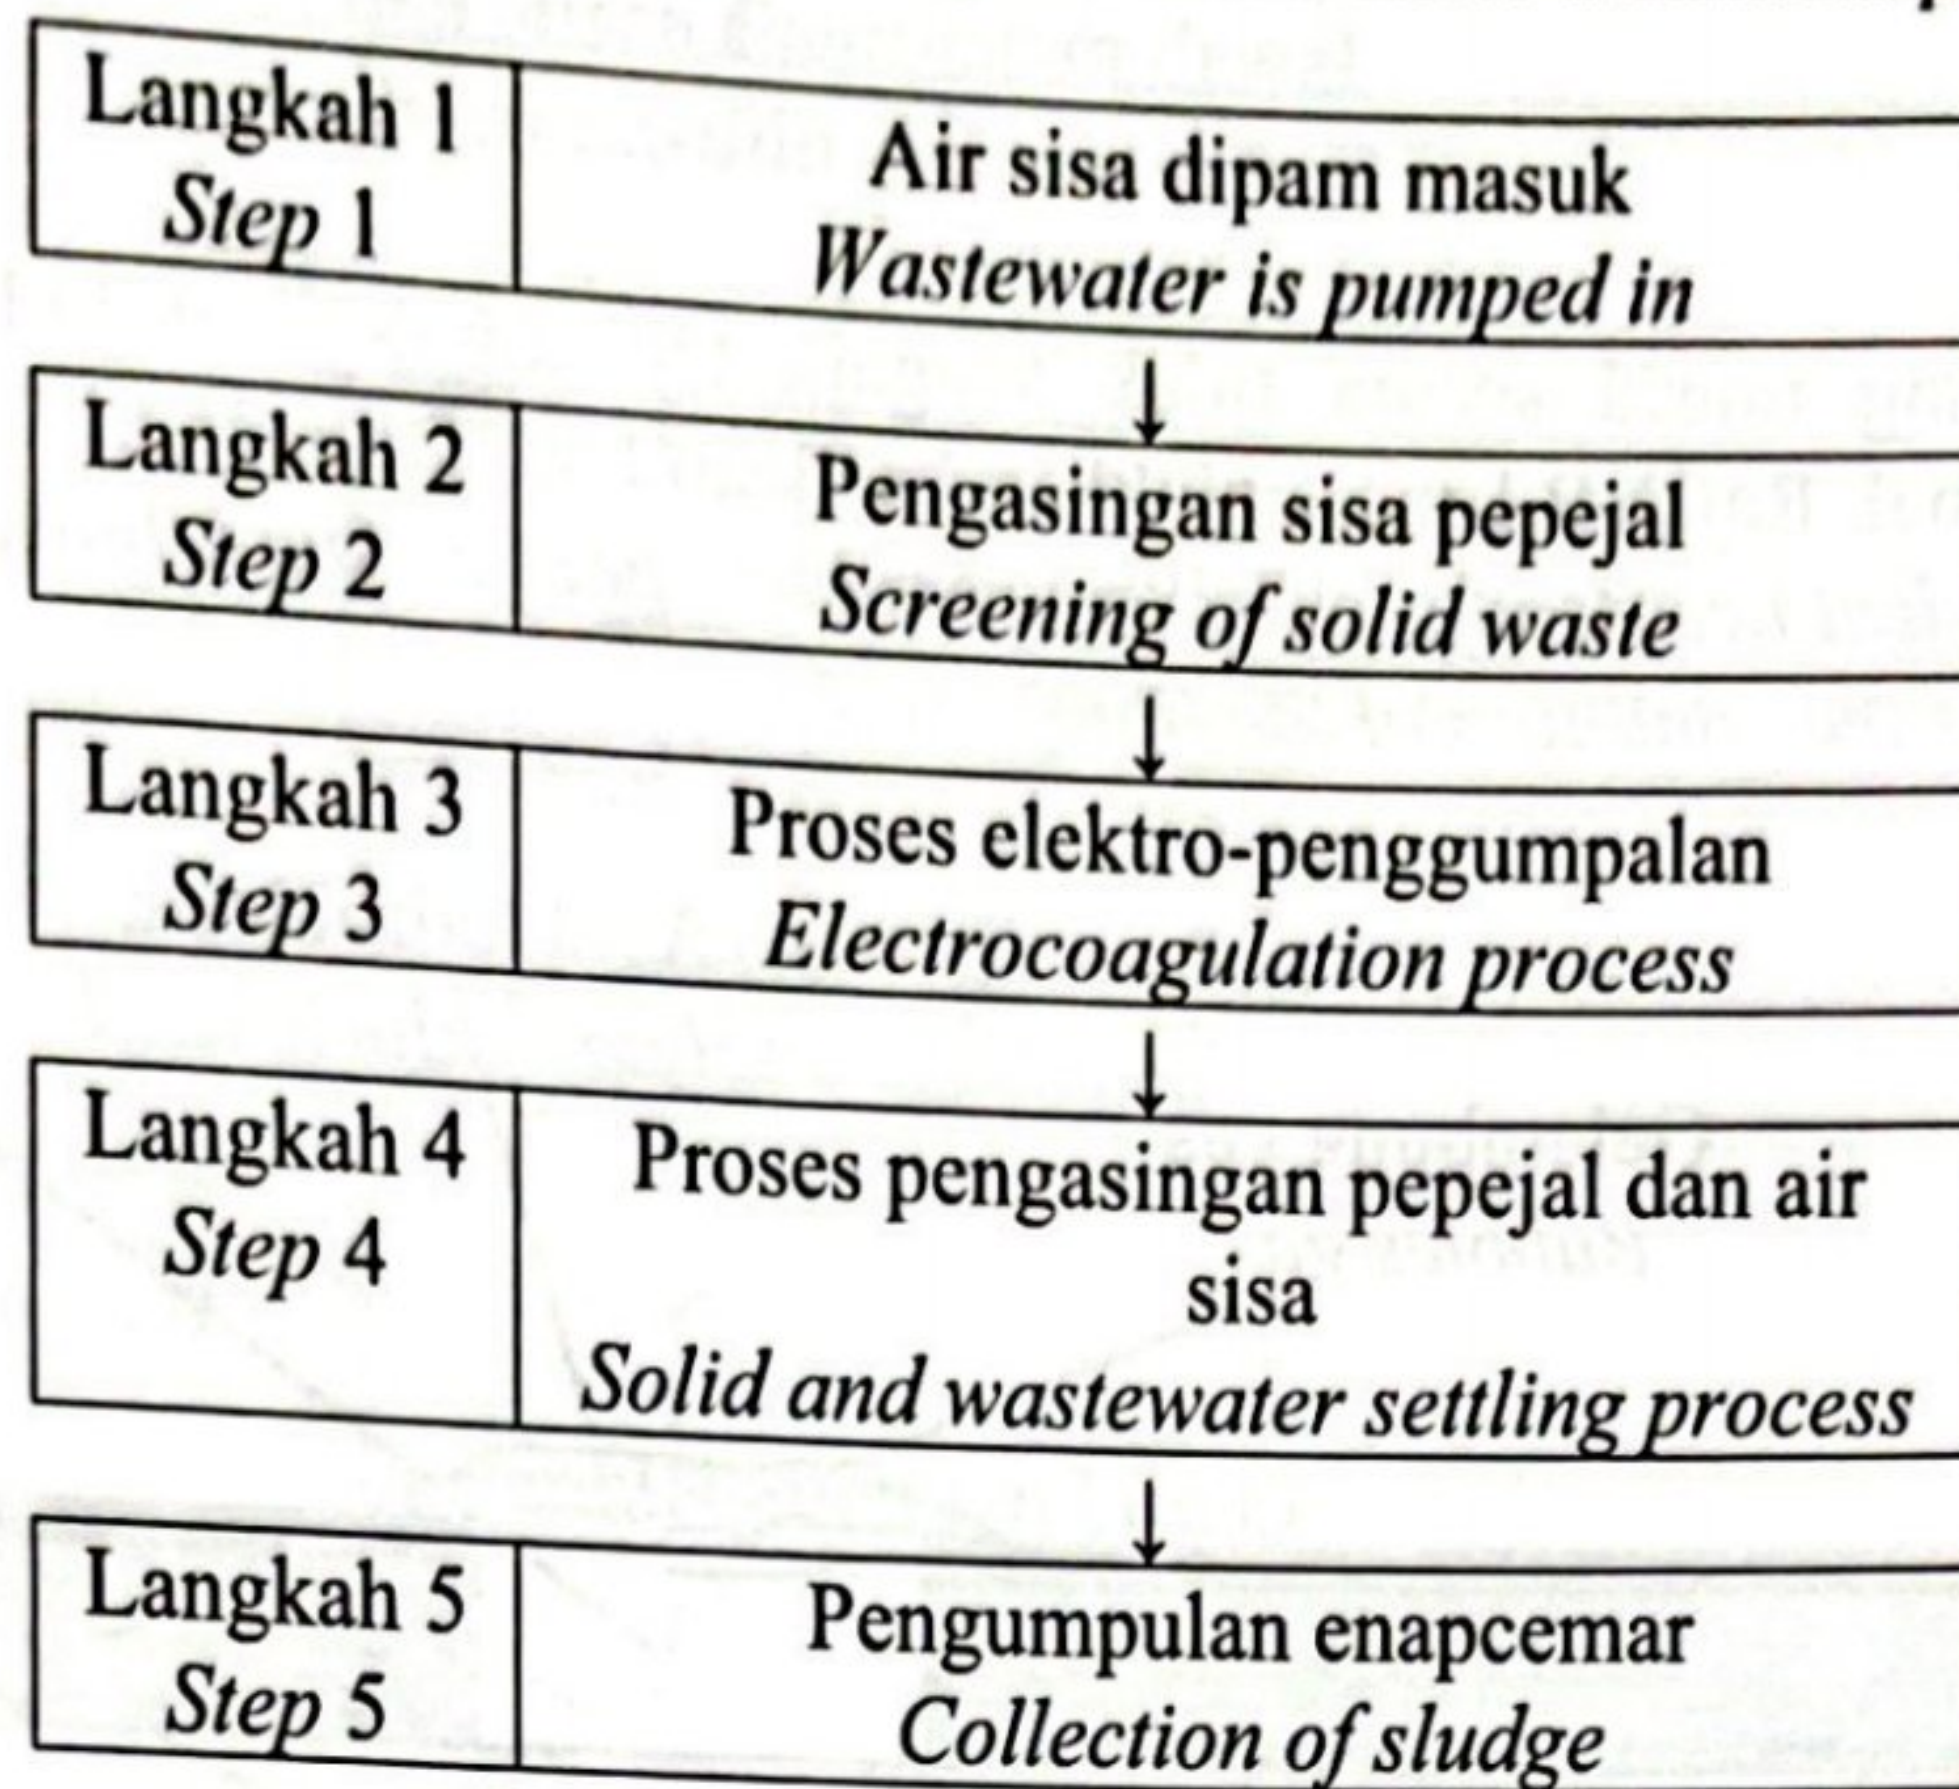 Langkah 1
Step 1
Air sisa dipam masuk
Wastewater is pumped in
Langkah 2
Step 2
Pengasingan sisa pepejal
Screening of solid waste
Langkah 3
Step 3
Proses elektro-penggumpalan
Electrocoagulation process
Langkah 4
Step 4
Proses pengasingan pepejal dan air
sisa
Solid and wastewater settling process
Langkah 5
Step 5
Pengumpulan enapcemar
Collection of sludge